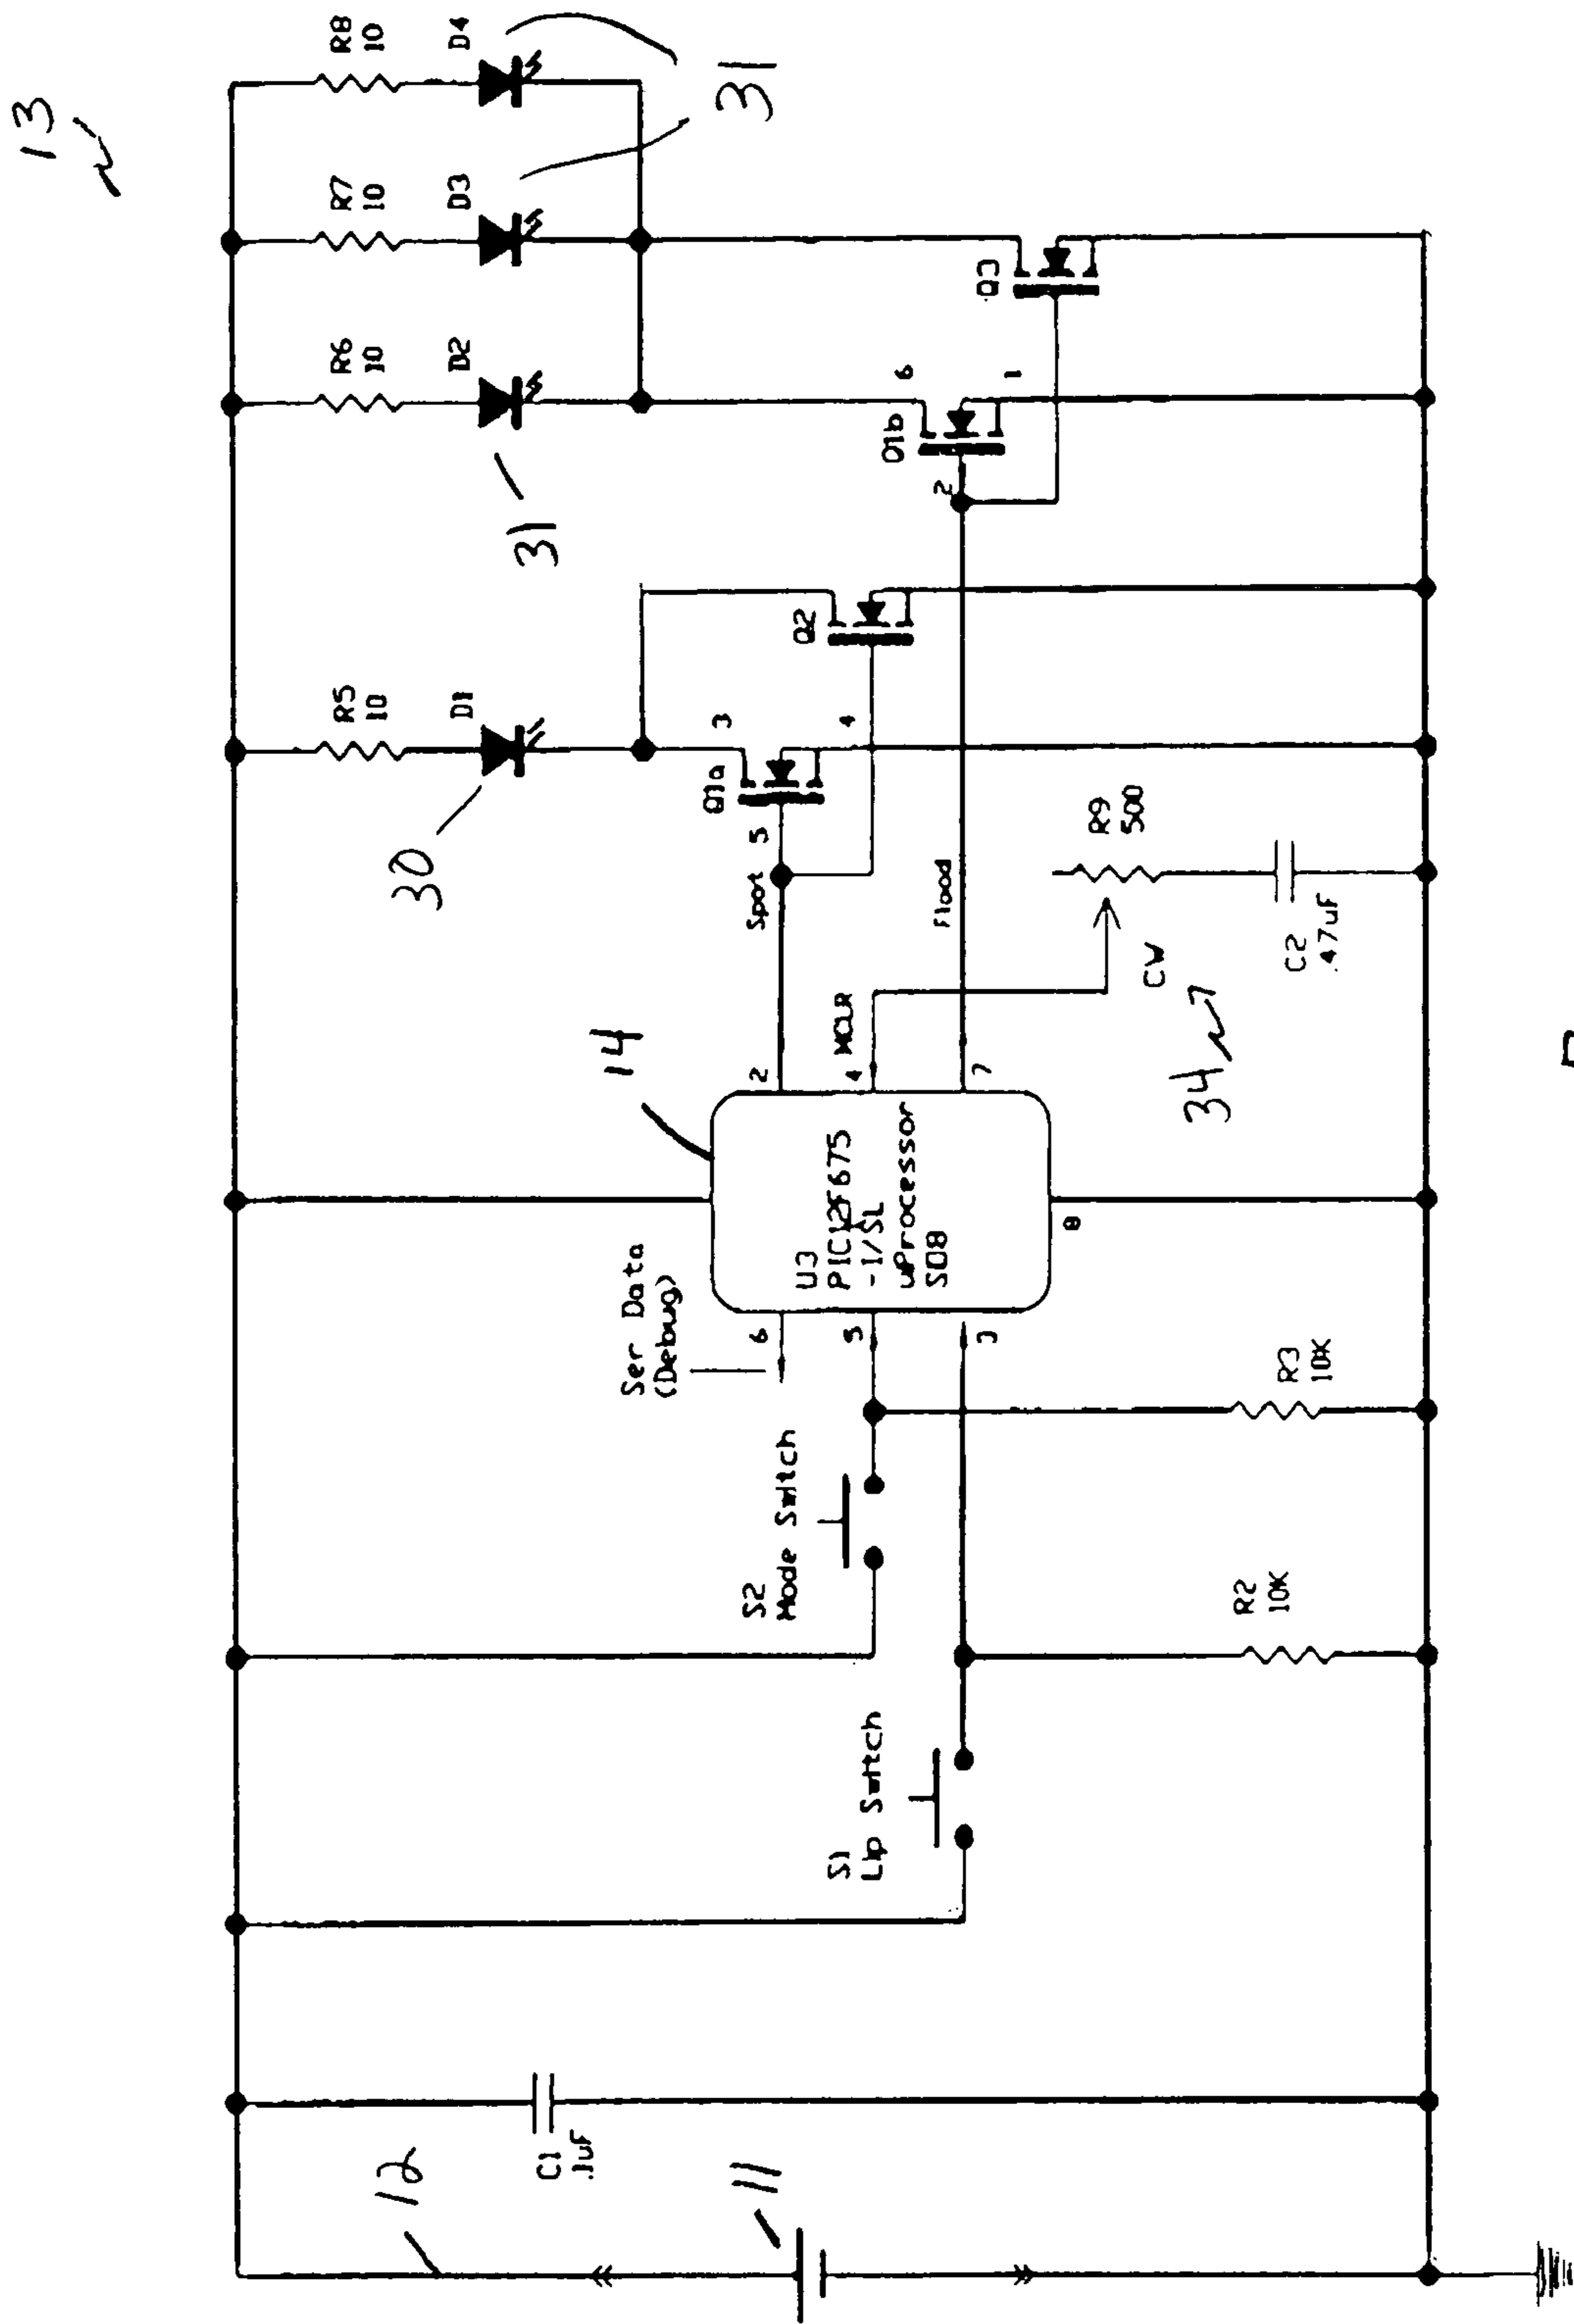 13
R8
10
D4
R7
10
D3
R6
10
D2
31
31
R5
10
D1
30
Q1a
3
4
5
Spot
Q2
Q1b
6
1
2
Q3
Flood
R9
500
CW
34
C2
.47uF
14
2
4
MCLR
7
U3
PIC12F675
-I/SL
uProcessor
SO8
8
Ser Data
(Debug)
6
5
3
S2
Mode Switch
R3
10K
S1
Lip Switch
R2
10K
C1
.1uF
12
11